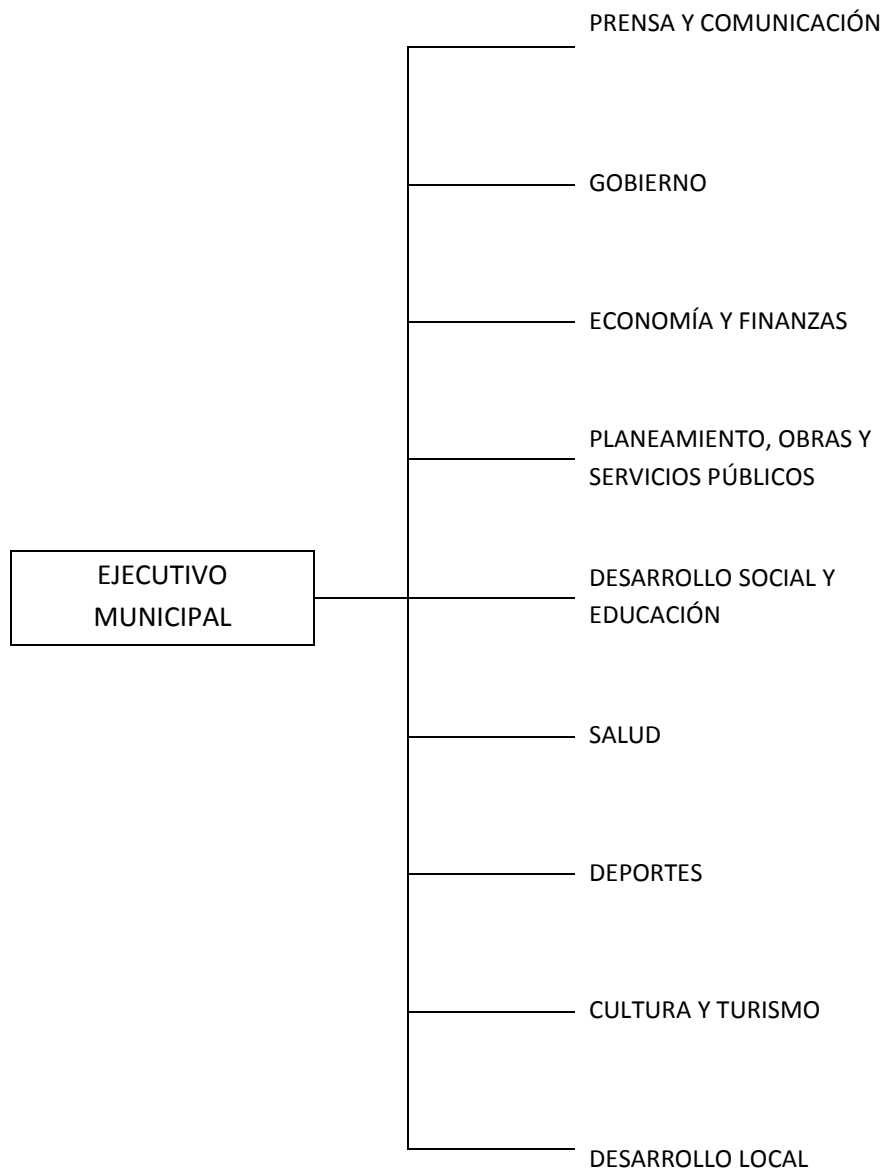 PRENSA Y COMUNICACIÓN
GOBIERNO
ECONOMÍA Y FINANZAS
PLANEAMIENTO, OBRAS Y
SERVICIOS PÚBLICOS
EJECUTIVO
MUNICIPAL
DESARROLLO SOCIAL Y
EDUCACIÓN
SALUD
DEPORTES
CULTURA Y TURISMO
DESARROLLO LOCAL